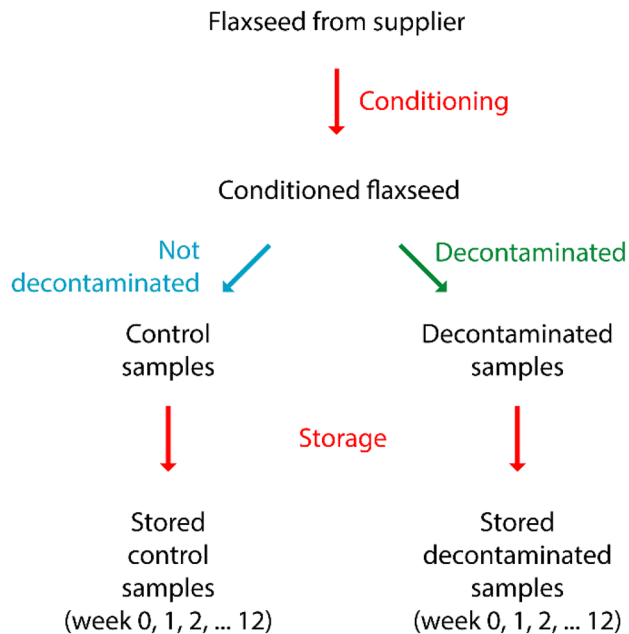 Flaxseed from supplier
Conditioning
Conditioned flaxseed
Not
decontaminated
Decontaminated
Control
samples
Decontaminated
samples
Storage
Stored
control
samples
(week 0, 1, 2, ... 12)
Stored
decontaminated
samples
(week 0, 1, 2, ... 12)